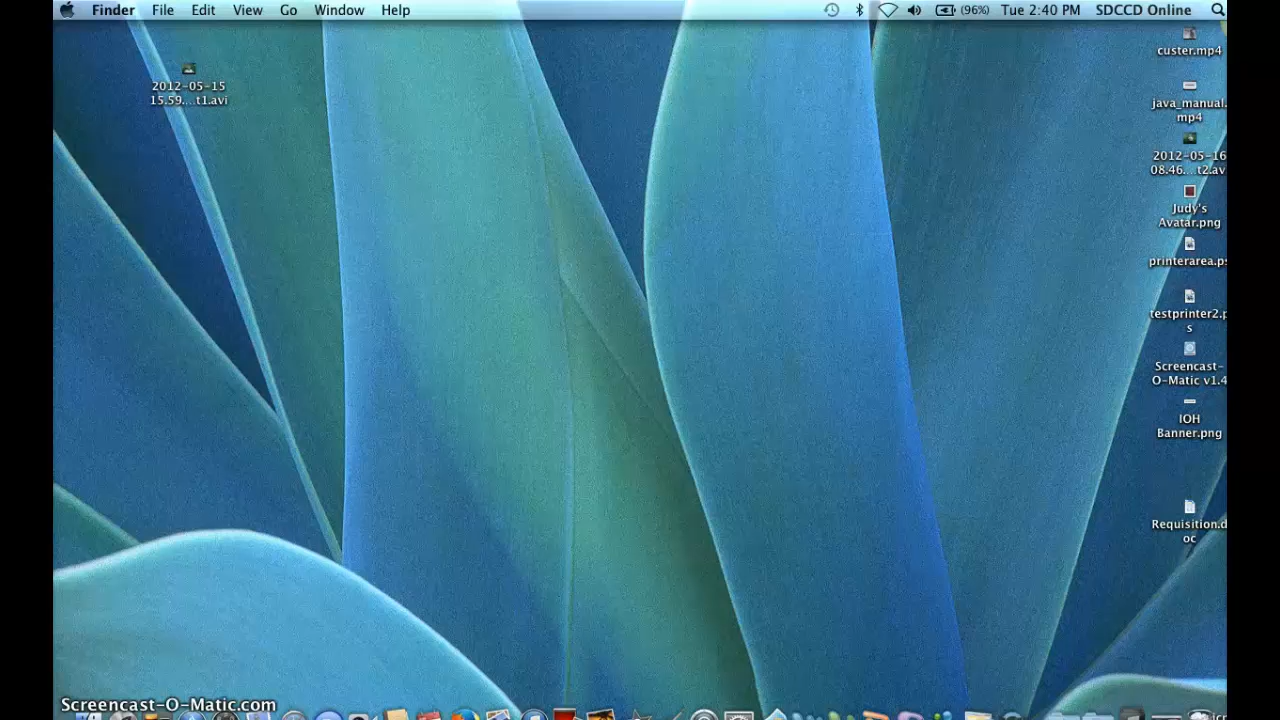 Finder File Edit View Go Window Help (96%) Tue 2:40 PM SDCCD Online
2012-05-15
15.59....t1.avi
custer.mp4
java_manual.
mp4
2012-05-16
08.46....t2.av
Judy's
Avatar.png
printerarea.ps
testprinter2.p
s
Screencast-
O-Matic v1.4
IOH
Banner.png
Requisition.d
oc
Screencast-O-Matic.com